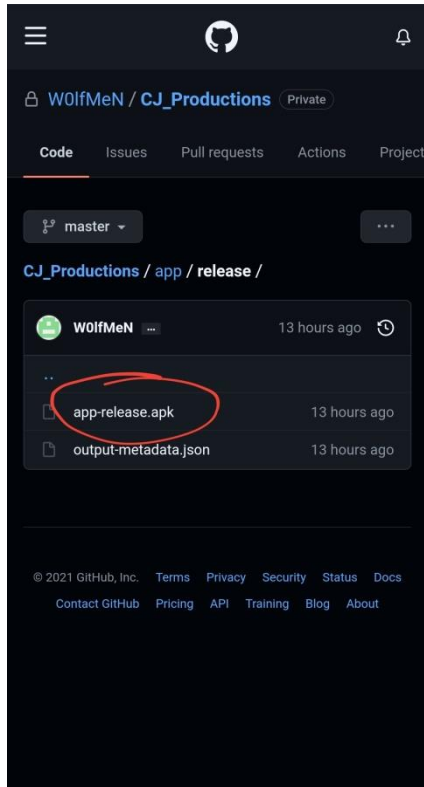 W0lfMeN / CJ_Productions Private
Code Issues Pull requests Actions Project
master
CJ_Productions / app / release /
W0lfMeN ... 13 hours ago
..
app-release.apk 13 hours ago
output-metadata.json 13 hours ago
© 2021 GitHub, Inc. Terms Privacy Security Status Docs
Contact GitHub Pricing API Training Blog About